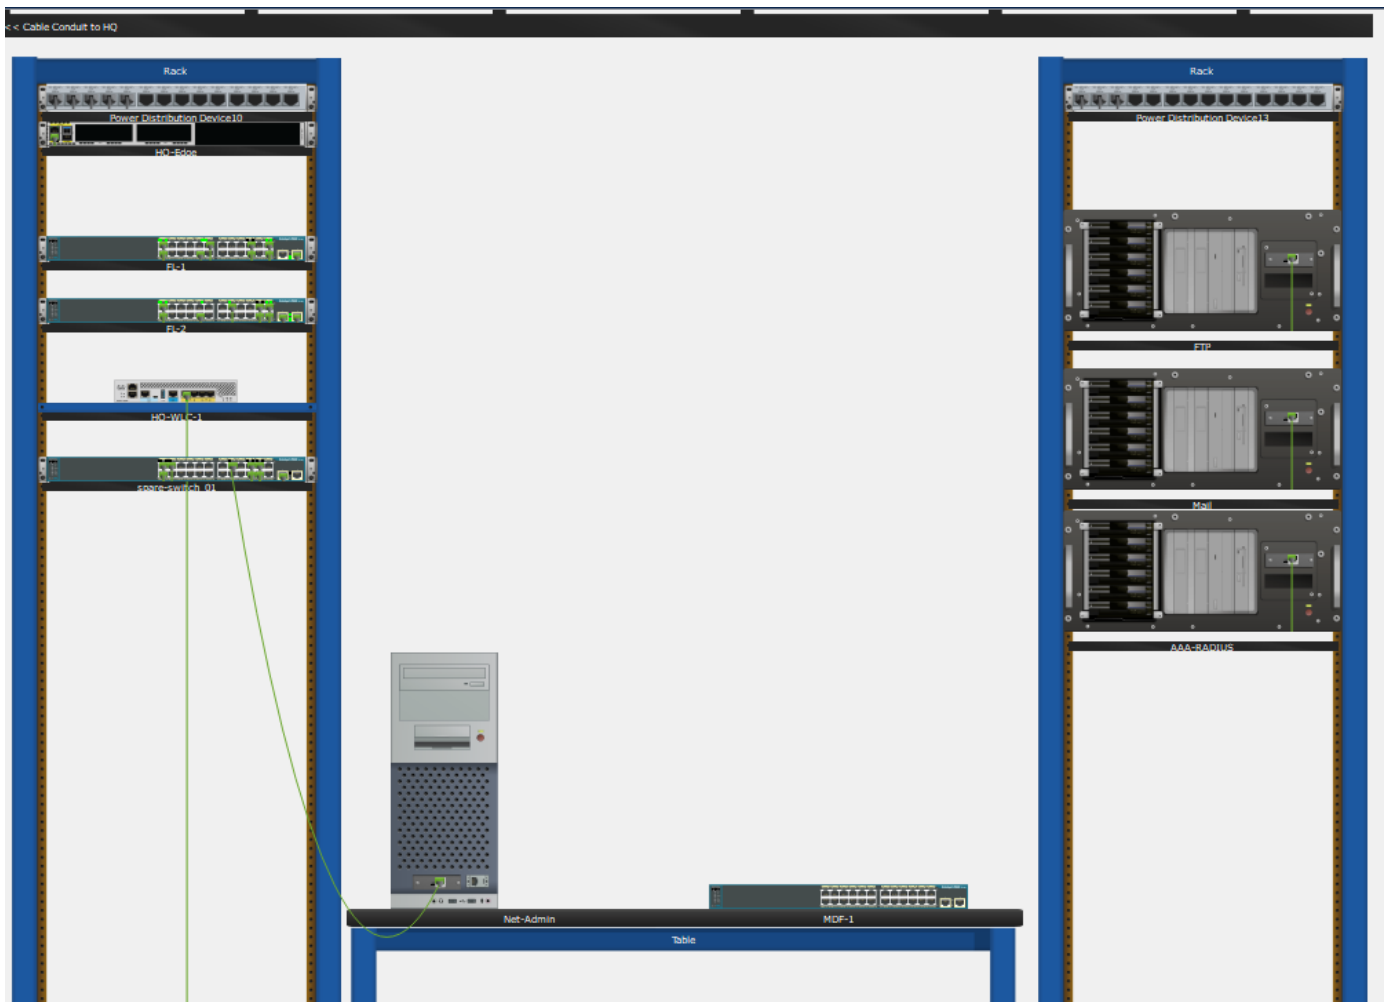 << Cable Conduit to HQ
Rack
Power Distribution Device10
HQ-Edge
FL-1
FL-2
HQ-WLC-1
spare-switch_01
Rack
Power Distribution Device13
FTP
Mail
AAA-RADIUS
Net-Admin
MDF-1
Table